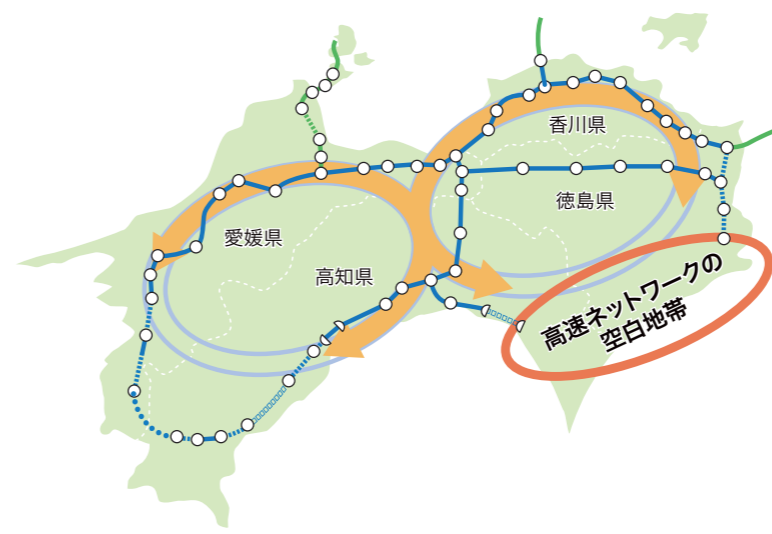 香川県
徳島県
愛媛県
高知県
高速ネットワークの
空白地帯